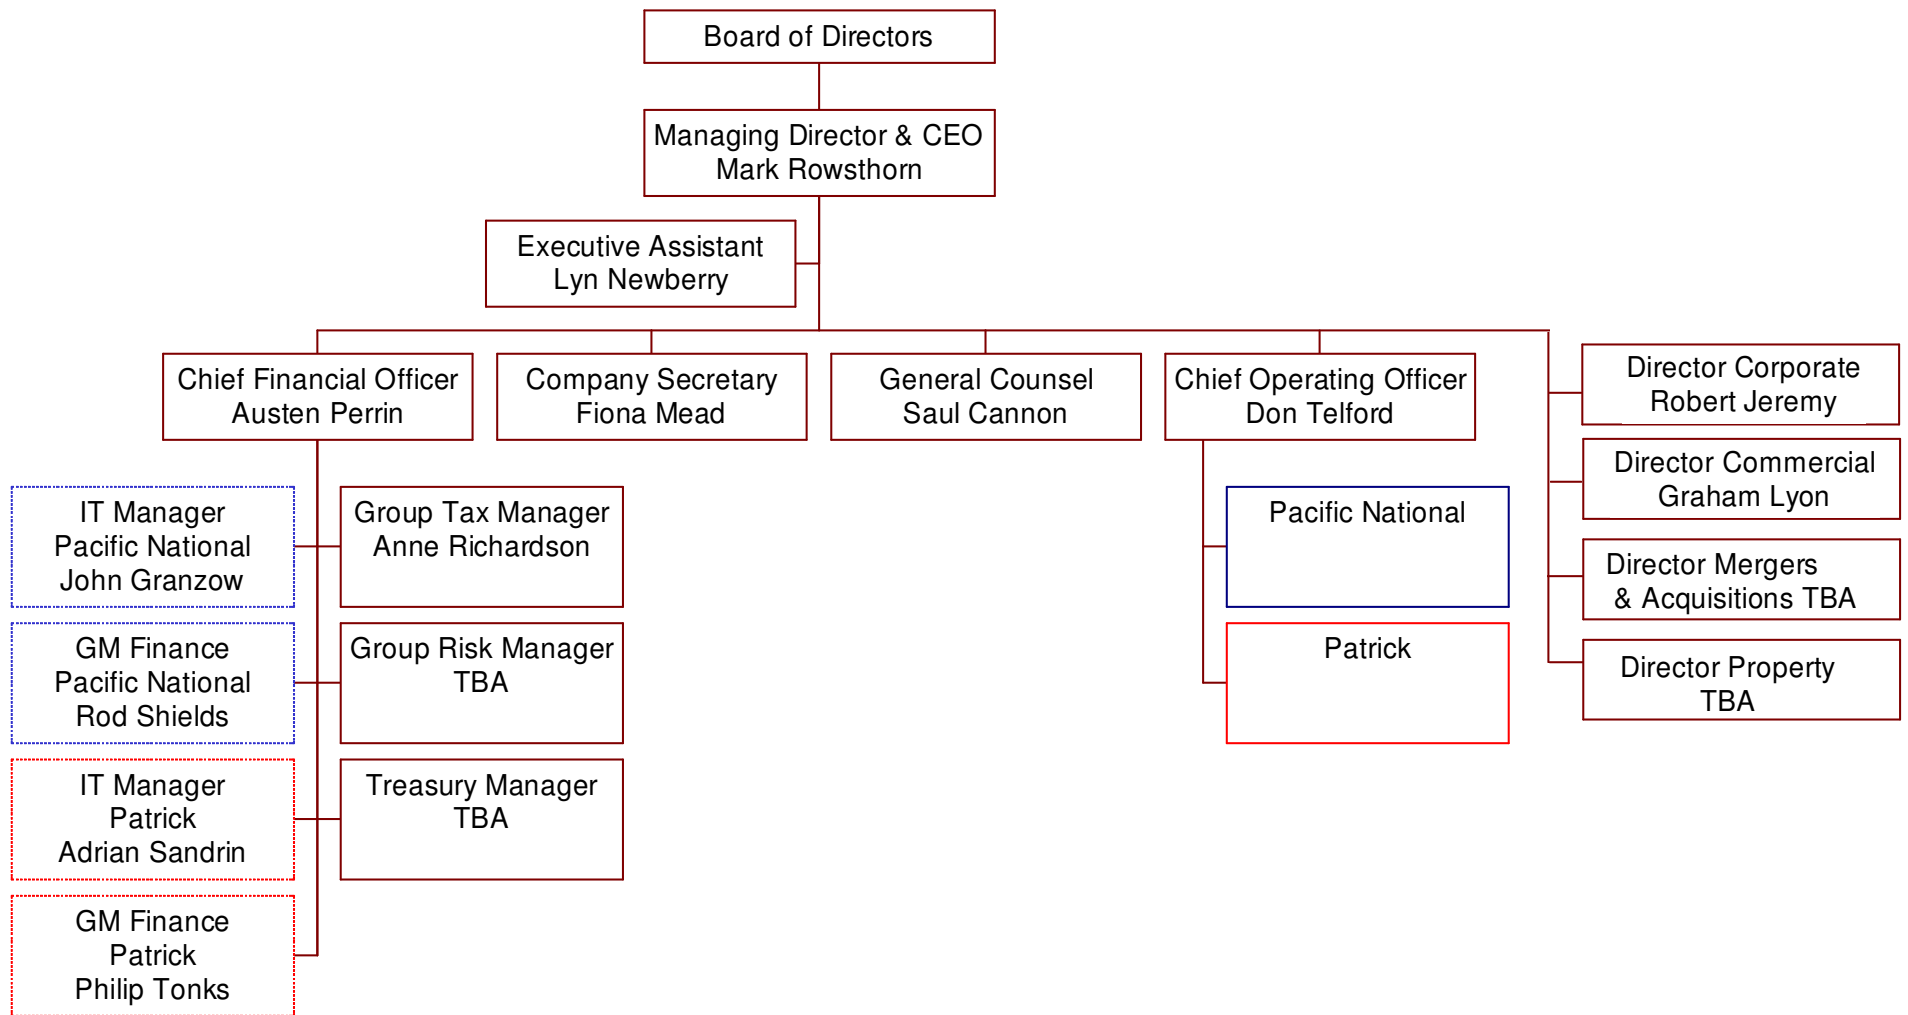 Board of Directors
Managing Director & CEO
Mark Rowsthorn
Executive Assistant
Lyn Newberry
Chief Financial Officer
Austen Perrin
Company Secretary
Fiona Mead
General Counsel
Saul Cannon
Chief Operating Officer
Don Telford
Director Corporate
Robert Jeremy
Director Commercial
Graham Lyon
Director Mergers
& Acquisitions TBA
Director Property
TBA
IT Manager
Pacific National
John Granzow
Group Tax Manager
Anne Richardson
GM Finance
Pacific National
Rod Shields
Group Risk Manager
TBA
IT Manager
Patrick
Adrian Sandrin
Treasury Manager
TBA
GM Finance
Patrick
Philip Tonks
Pacific National
Patrick